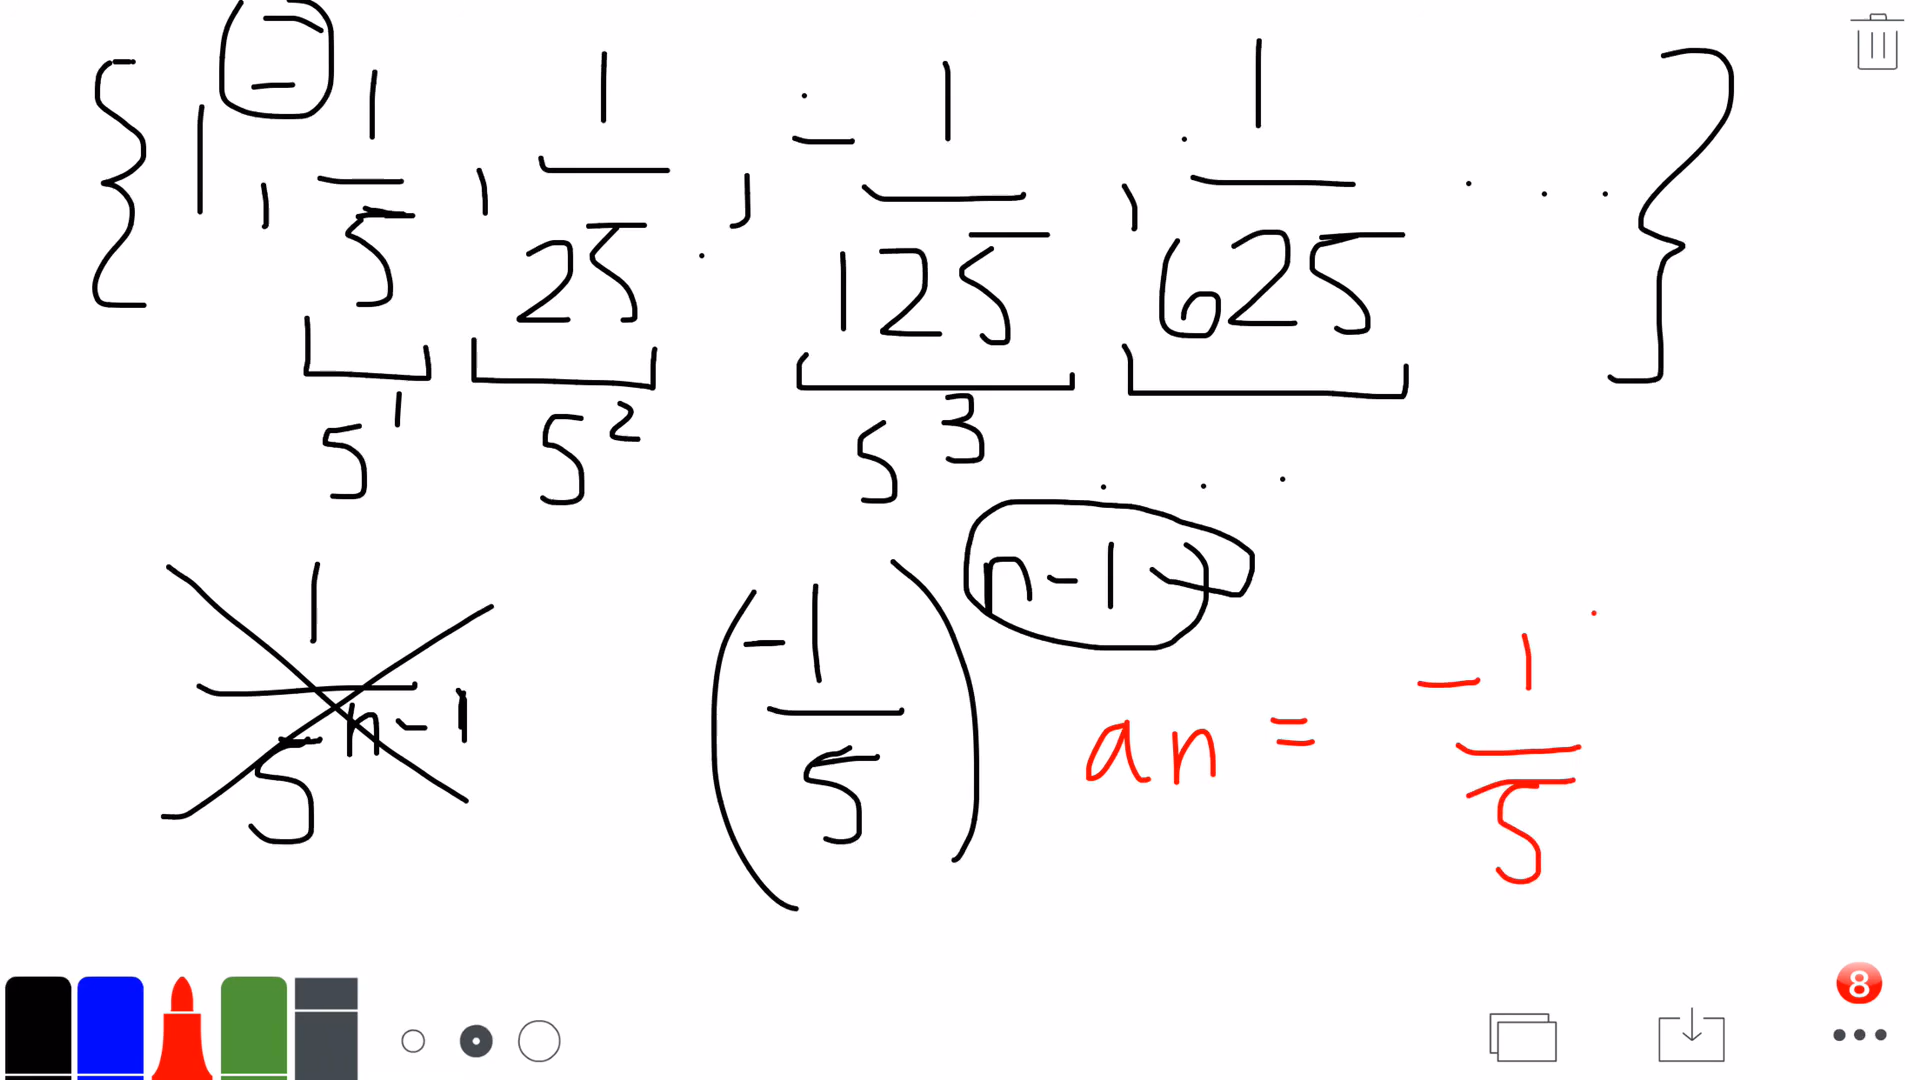 { 1, - 1/5, 1/25, - 1/125, 1/625 . . . }
5^1 5^2 5^3 . . .
1/5^n-1 (-1/5)^n-1 an = -1/5
8